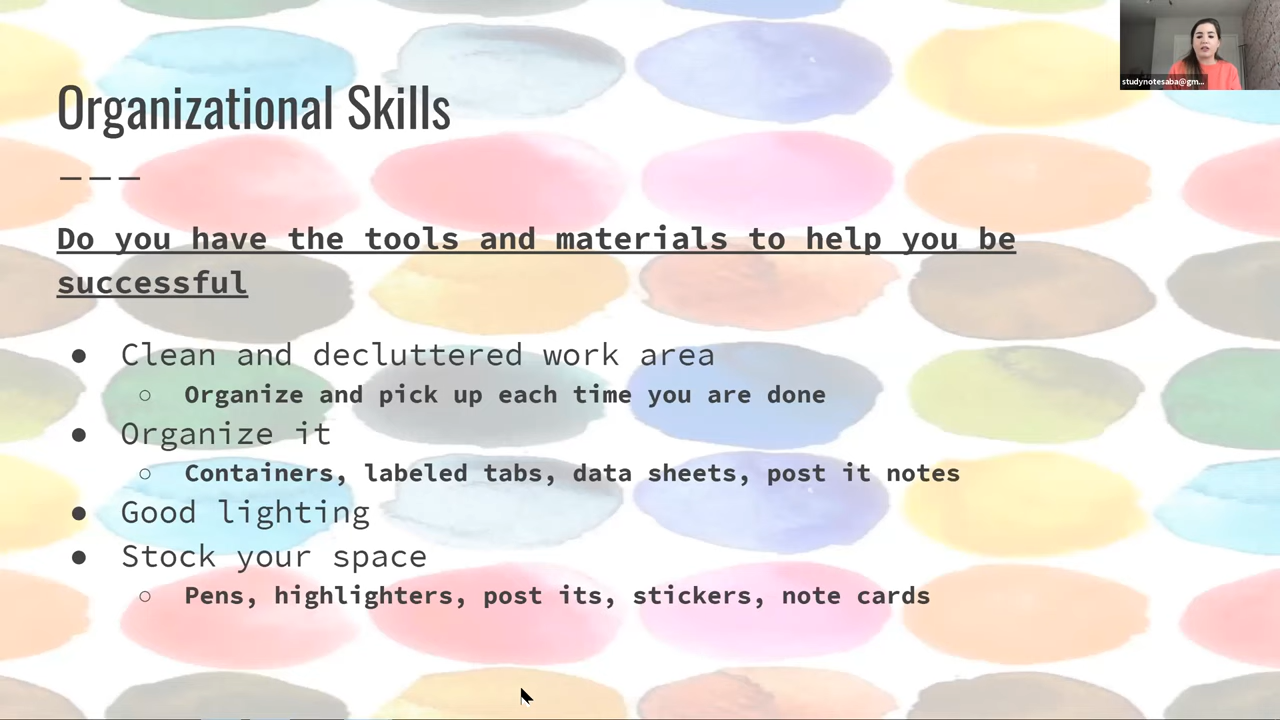 studynotesaba@gm...
Organizational Skills
Do you have the tools and materials to help you be
successful
● Clean and decluttered work area
○ Organize and pick up each time you are done
● Organize it
○ Containers, labeled tabs, data sheets, post it notes
● Good lighting
● Stock your space
○ Pens, highlighters, post its, stickers, note cards